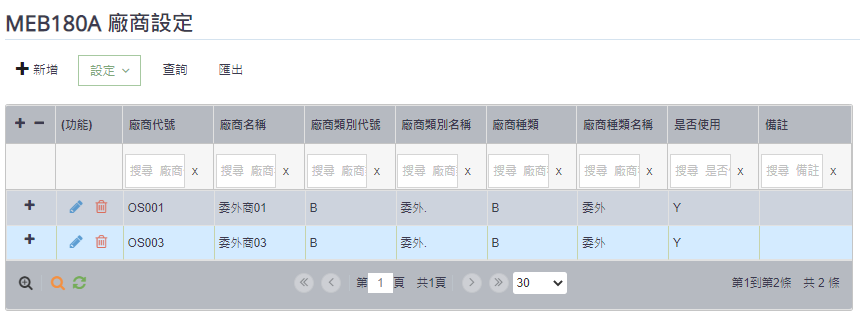 MEB180A 廠商設定
新增 設定 查詢 匯出
(功能) 廠商代號 廠商名稱 廠商類別代號 廠商類別名稱 廠商種類 廠商種類名稱 是否使用 備註
搜尋 廠商 x 搜尋 廠商 x 搜尋 廠商 x 搜尋 廠商 x 搜尋 廠商 x 搜尋 廠商 x 搜尋 是否 x 搜尋 備註 x
OS001 委外商01 B 委外. B 委外 Y
OS003 委外商03 B 委外. B 委外 Y
第 1 頁 共1頁 30 第1到第2條 共 2 條